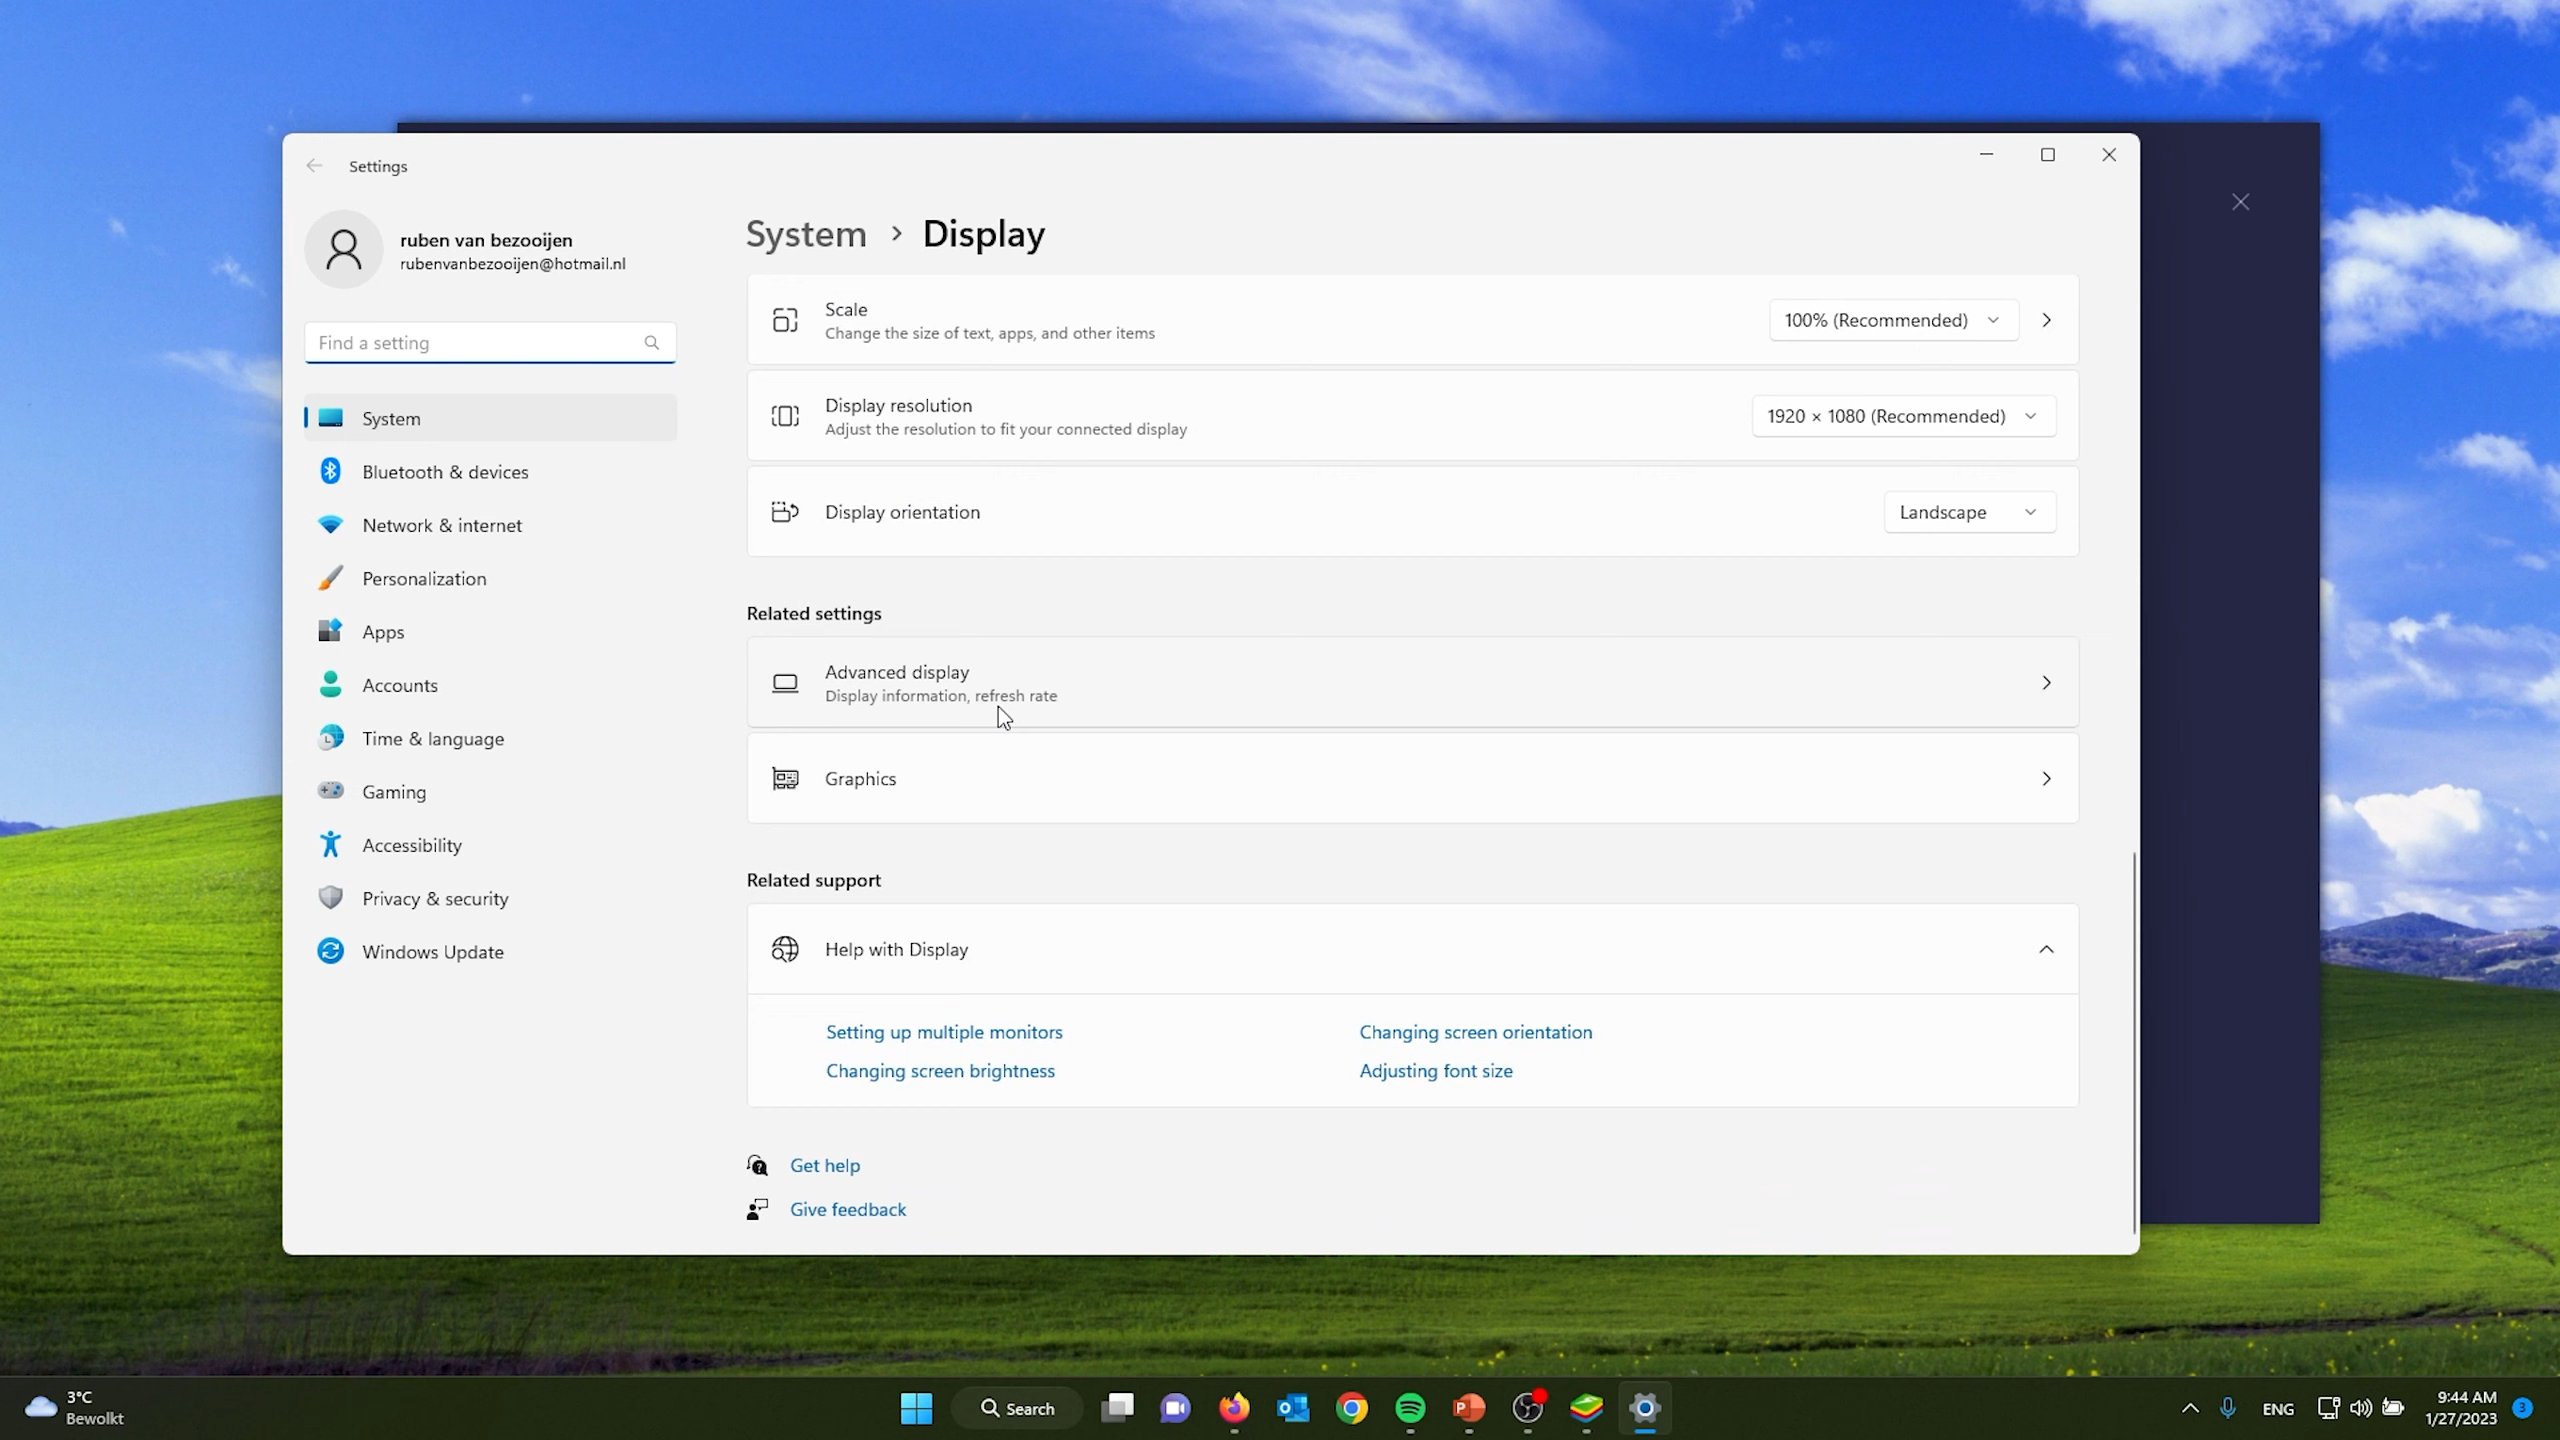 Settings
ruben van bezooijen
rubenvanbezooijen@hotmail.nl
Find a setting
System
Bluetooth & devices
Network & internet
Personalization
Apps
Accounts
Time & language
Gaming
Accessibility
Privacy & security
Windows Update
System > Display
Scale
Change the size of text, apps, and other items
100% (Recommended)
Display resolution
Adjust the resolution to fit your connected display
1920 × 1080 (Recommended)
Display orientation
Landscape
Related settings
Advanced display
Display information, refresh rate
Graphics
Related support
Help with Display
Setting up multiple monitors
Changing screen orientation
Changing screen brightness
Adjusting font size
Get help
Give feedback
3°C
Bewolkt
Search
ENG
9:44 AM
1/27/2023
3